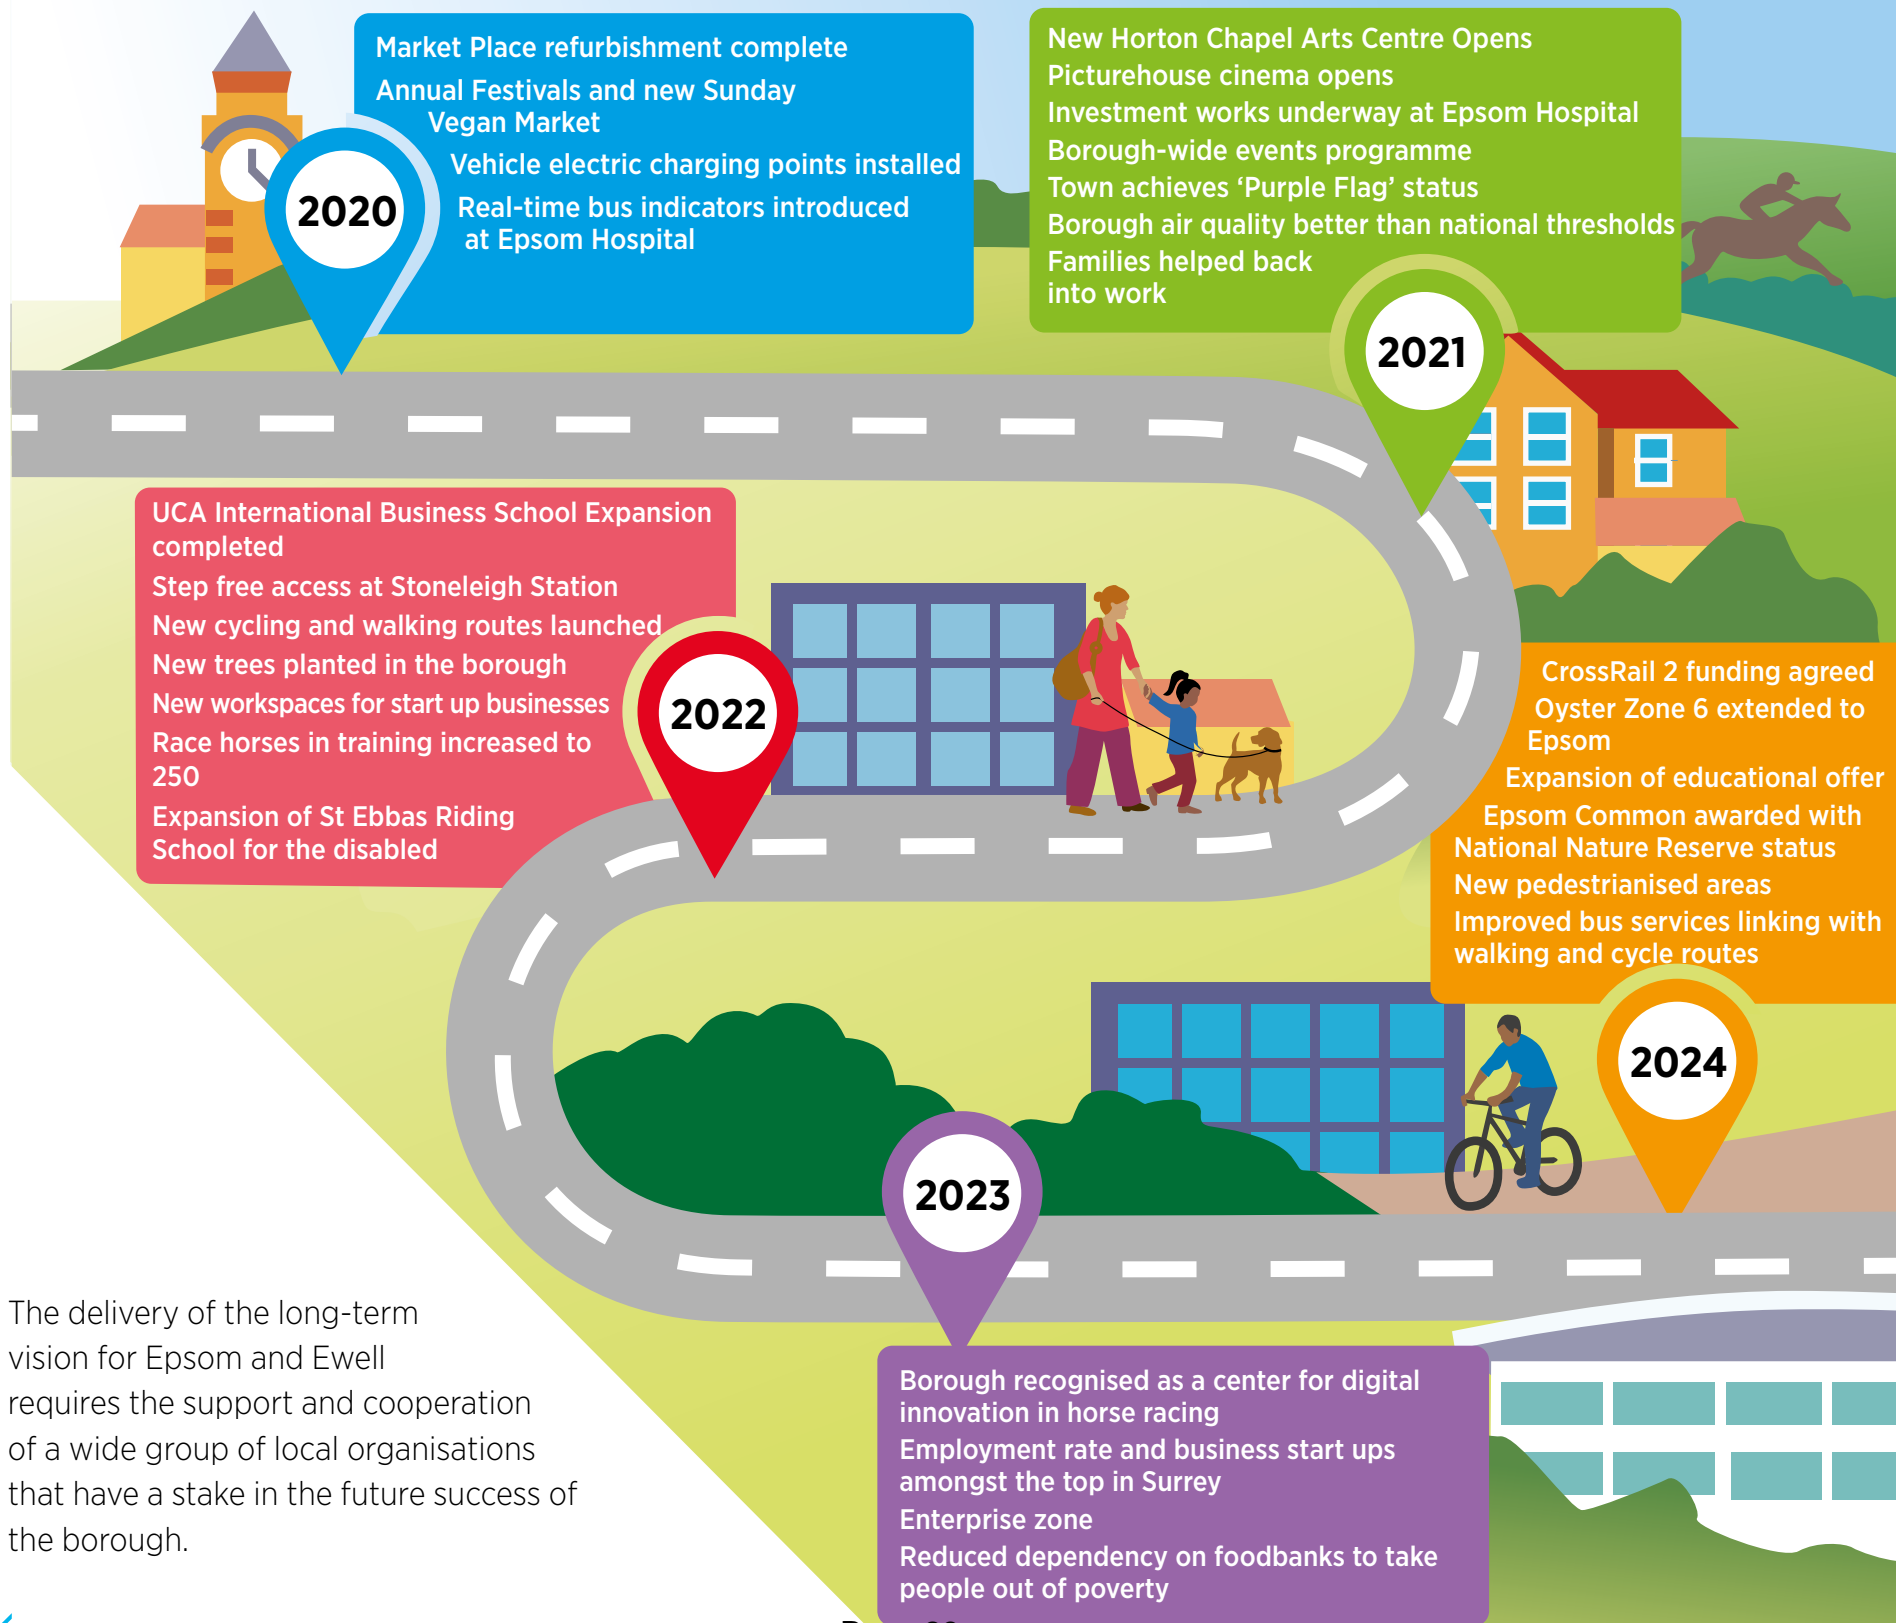 Market Place refurbishment complete
Annual Festivals and new Sunday
Vegan Market
Vehicle electric charging points installed
Real-time bus indicators introduced
at Epsom Hospital
2020
New Horton Chapel Arts Centre Opens
Picturehouse cinema opens
Investment works underway at Epsom Hospital
Borough-wide events programme
Town achieves ‘Purple Flag’ status
Borough air quality better than national thresholds
Families helped back
into work
2021
UCA International Business School Expansion
completed
Step free access at Stoneleigh Station
New cycling and walking routes launched
New trees planted in the borough
New workspaces for start up businesses
Race horses in training increased to
250
Expansion of St Ebbas Riding
School for the disabled
2022
CrossRail 2 funding agreed
Oyster Zone 6 extended to
Epsom
Expansion of educational offer
Epsom Common awarded with
National Nature Reserve status
New pedestrianised areas
Improved bus services linking with
walking and cycle routes
2024
2023
Borough recognised as a center for digital
innovation in horse racing
Employment rate and business start ups
amongst the top in Surrey
Enterprise zone
Reduced dependency on foodbanks to take
people out of poverty
The delivery of the long-term
vision for Epsom and Ewell
requires the support and cooperation
of a wide group of local organisations
that have a stake in the future success of
the borough.